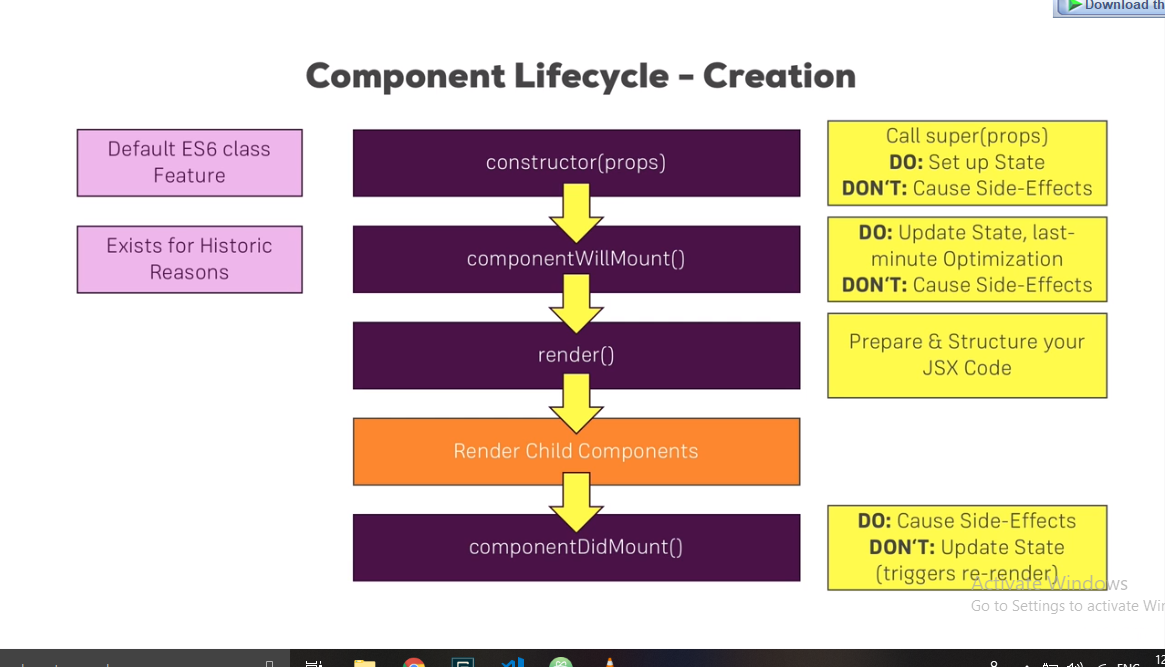 Download th
Component Lifecycle - Creation
Default ES6 class
Feature
constructor(props)
Call super(props)
DO: Set up State
DON'T: Cause Side-Effects
Exists for Historic
Reasons
componentWillMount()
DO: Update State, last-
minute Optimization
DON'T: Cause Side-Effects
render()
Prepare & Structure your
JSX Code
Render Child Components
componentDidMount()
DO: Cause Side-Effects
DON'T: Update State
(triggers re-render)
Activate Windows
Go to Settings to activate Wi